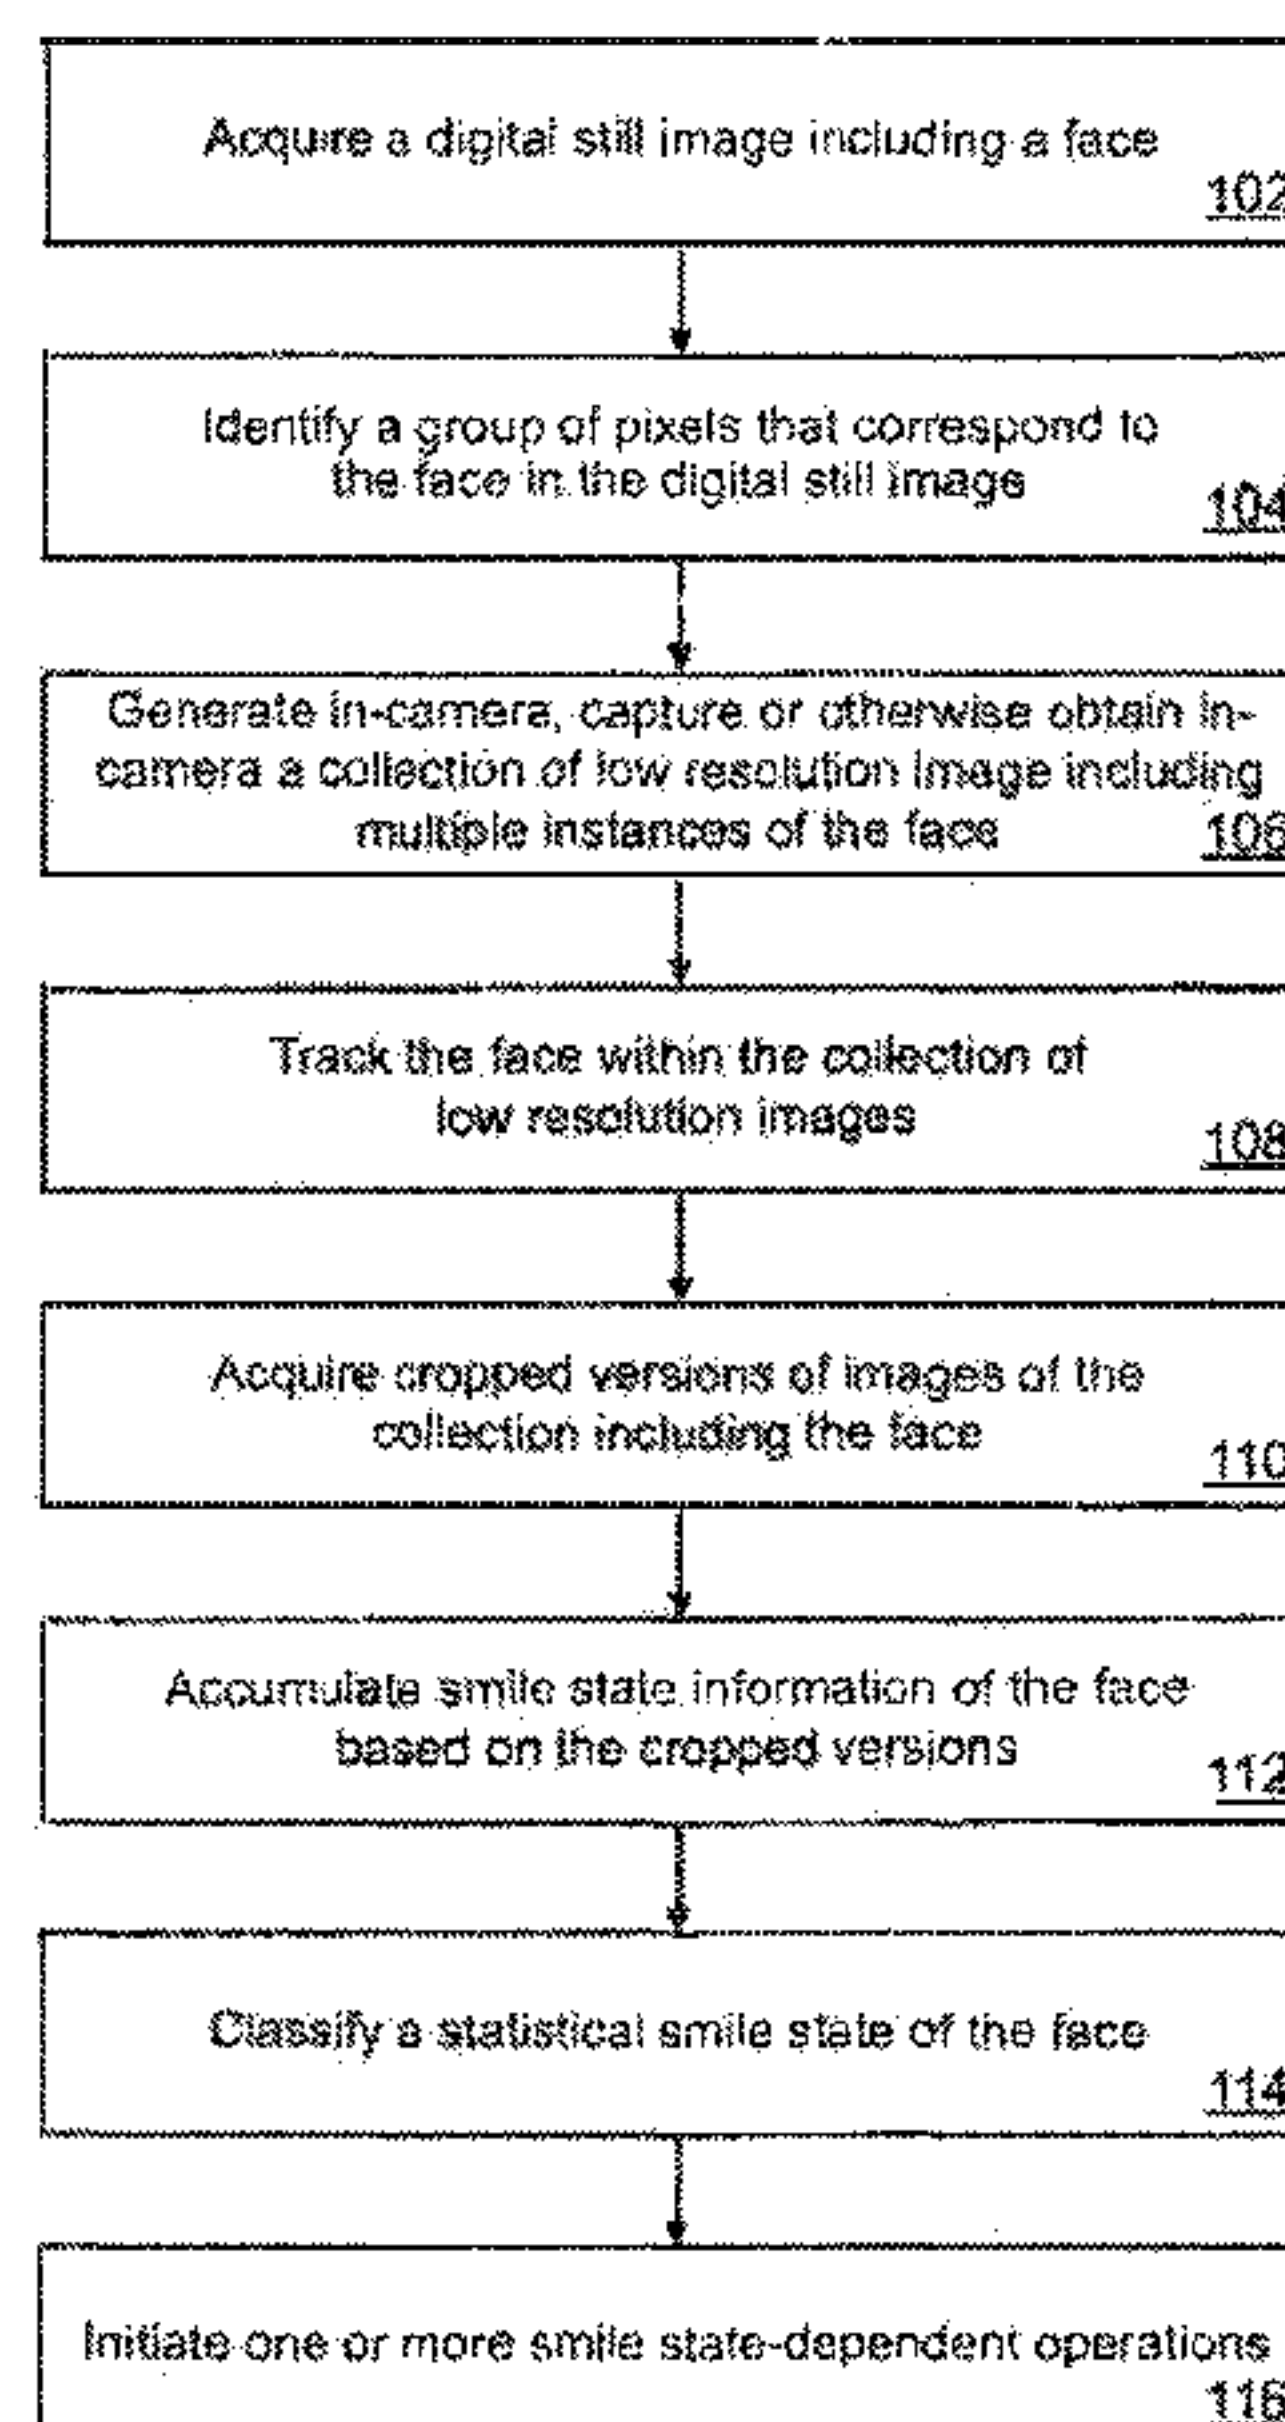 Acquire a digital still image including a face
102
Identify a group of pixels that correspond to
the face in the digital still image
104
Generate in-camera, capture or otherwise obtain in-
camera a collection of low resolution image including
multiple instances of the face
106
Track the face within the collection of
low resolution images
108
Acquire cropped versions of images of the
collection including the face
110
Accumulate smile state information of the face
based on the cropped versions
112
Classify a statistical smile state of the face
114
Initiate one or more smile state-dependent operations
116